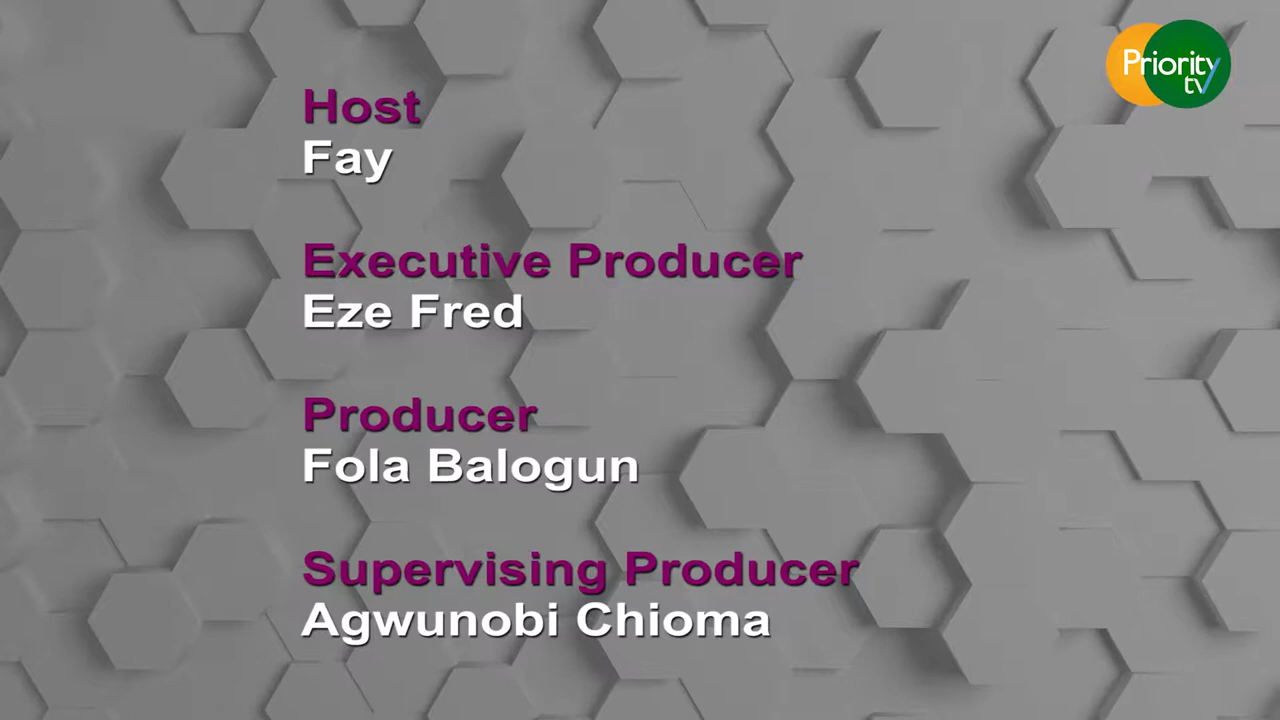 Priority
tv
Host
Fay
Executive Producer
Eze Fred
Producer
Fola Balogun
Supervising Producer
Agwunobi Chioma